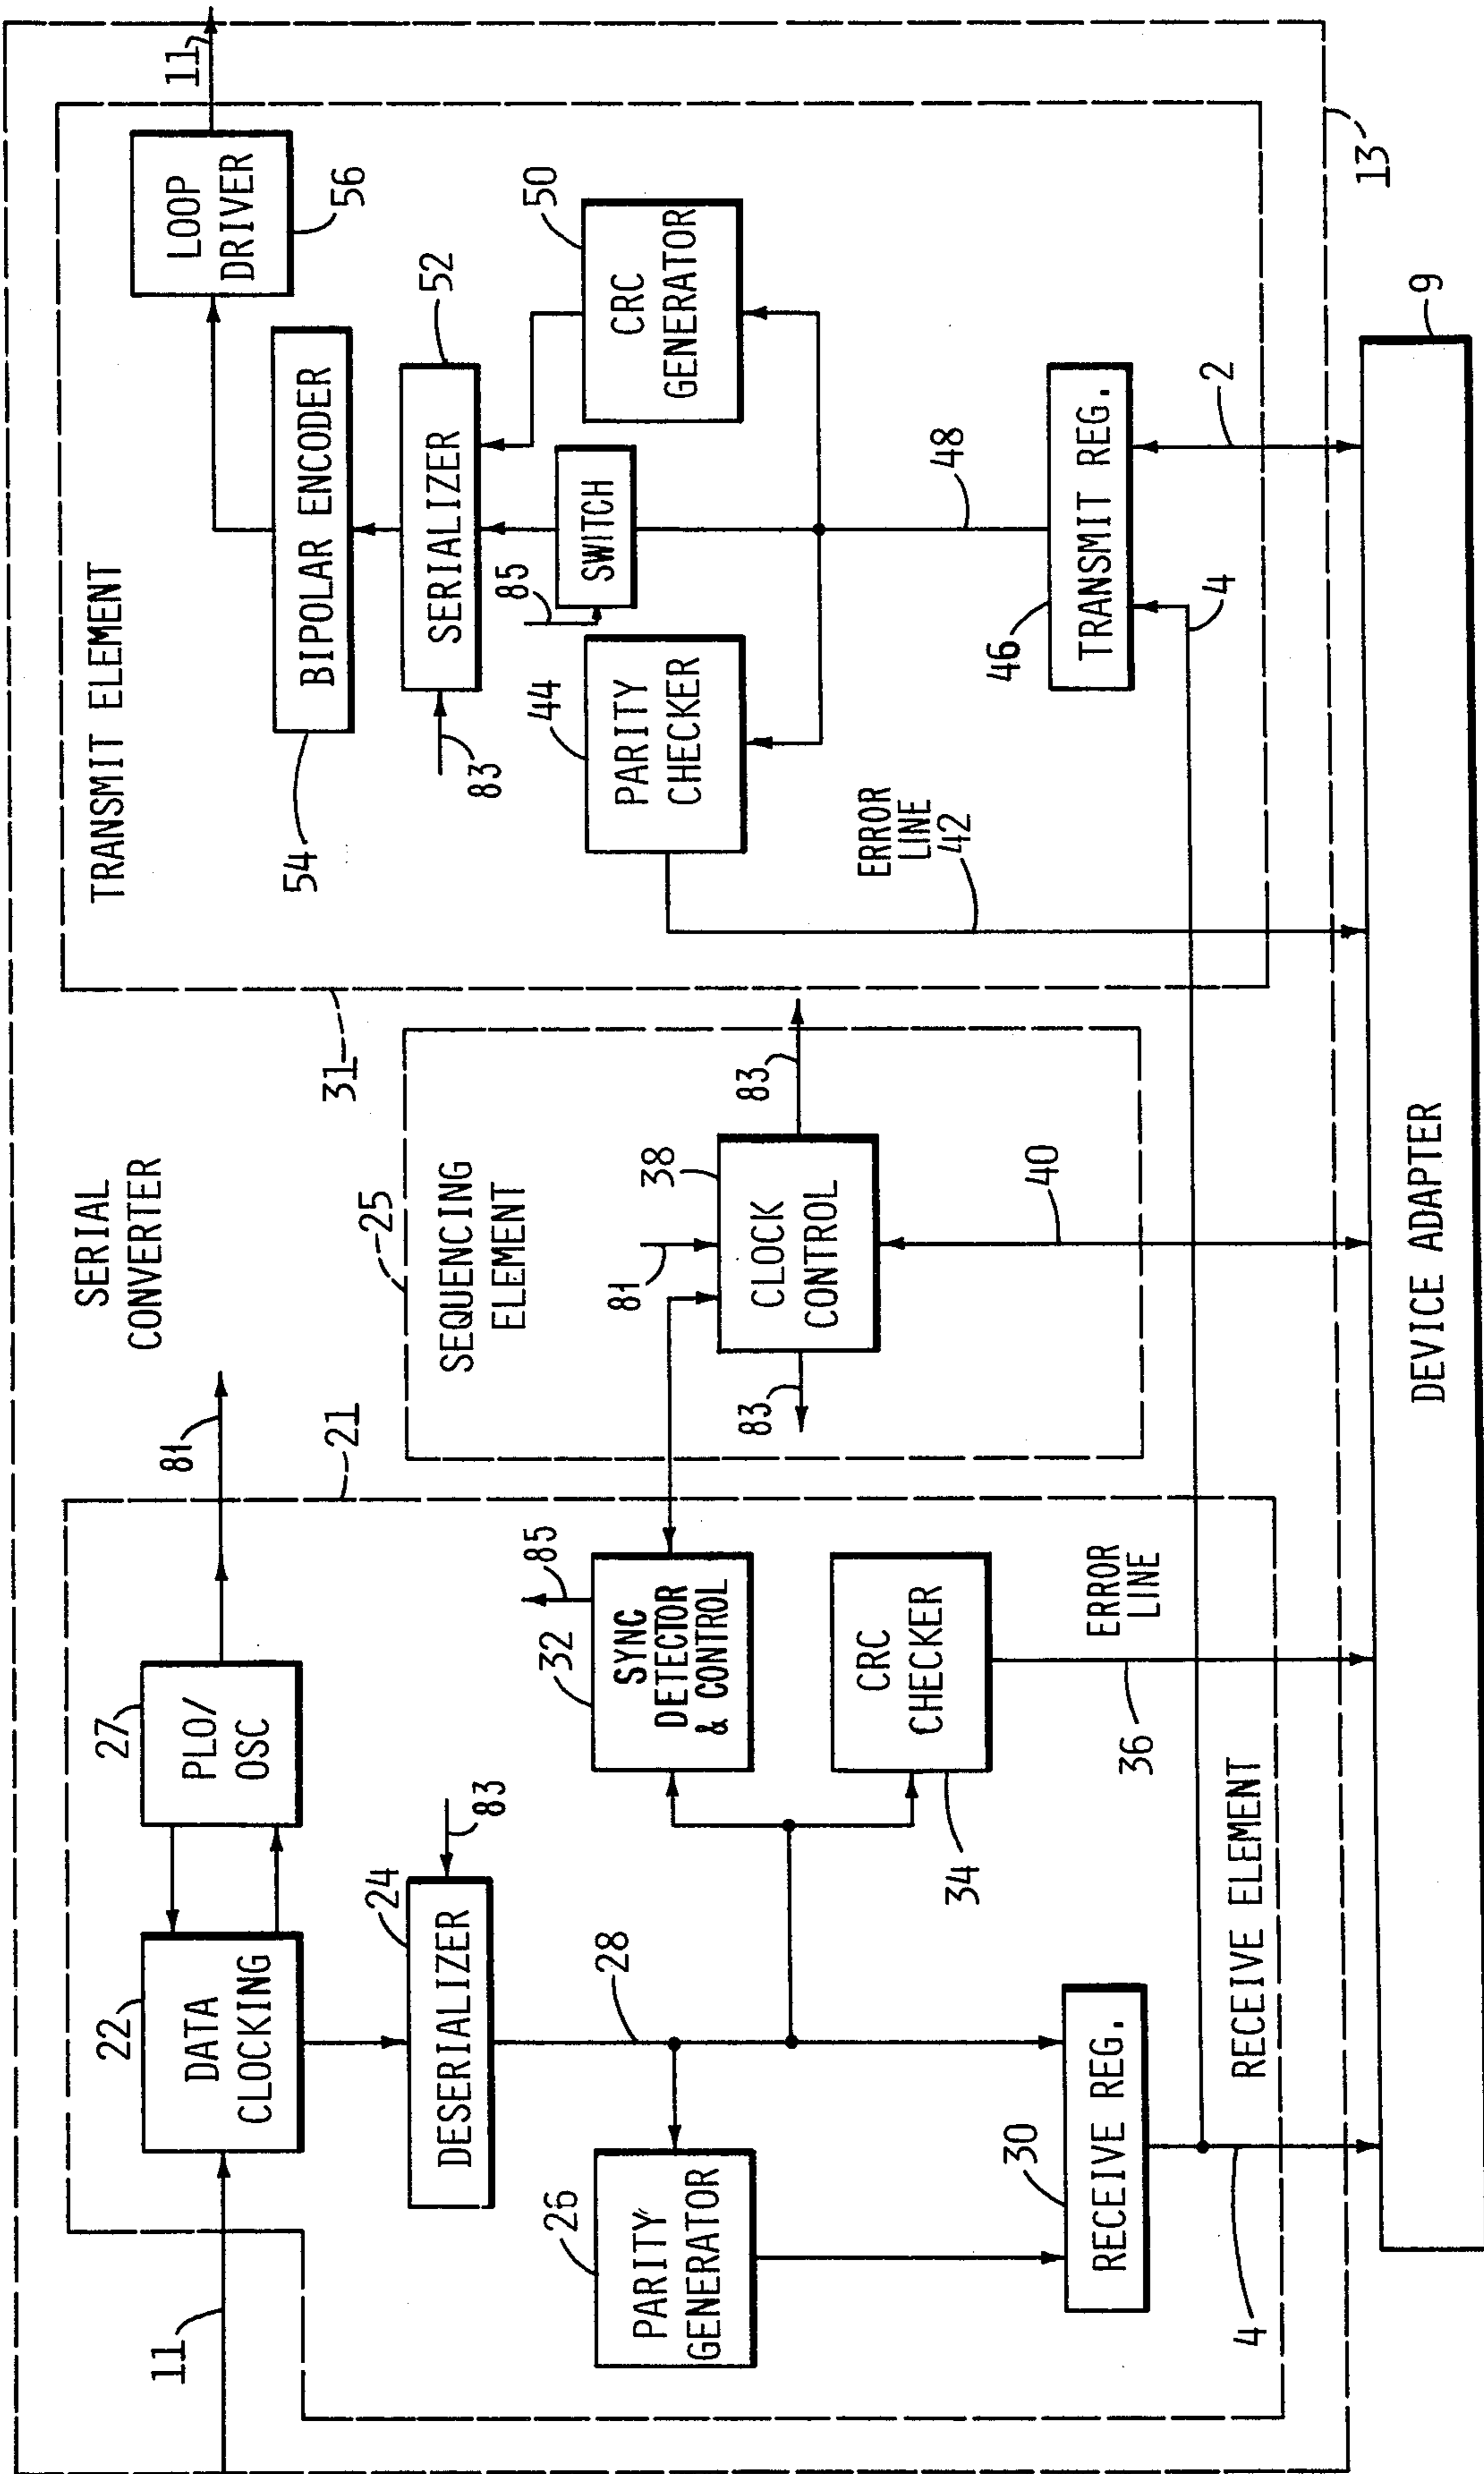 SERIAL
CONVERTER
11
22
DATA
CLOCKING
27
PLO/
OSC
81
21
24
DESERIALIZER
83
28
26
PARITY
GENERATOR
32
SYNC
DETECTOR
& CONTROL
85
34
CRC
CHECKER
30
RECEIVE REG.
36
ERROR
LINE
RECEIVE ELEMENT
4
25
SEQUENCING
ELEMENT
81
38
CLOCK
CONTROL
83
83
40
31
TRANSMIT ELEMENT
54
BIPOLAR ENCODER
LOOP
DRIVER
56
11
83
SERIALIZER
52
85
SWITCH
44
PARITY
CHECKER
CRC
GENERATOR
50
ERROR
LINE
42
48
46
TRANSMIT REG.
4
2
13
DEVICE ADAPTER
9